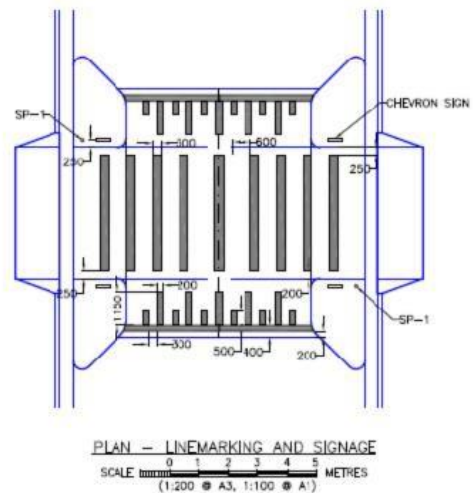 SP-1
CHEVRON SIGN
600
250
250
250
200
200
1150
300
500
400
200
SP-1
PLAN - LINEMARKING AND SIGNAGE
0 1 2 3 4 5
SCALE METRES
(1:200 @ A3, 1:100 @ A1)